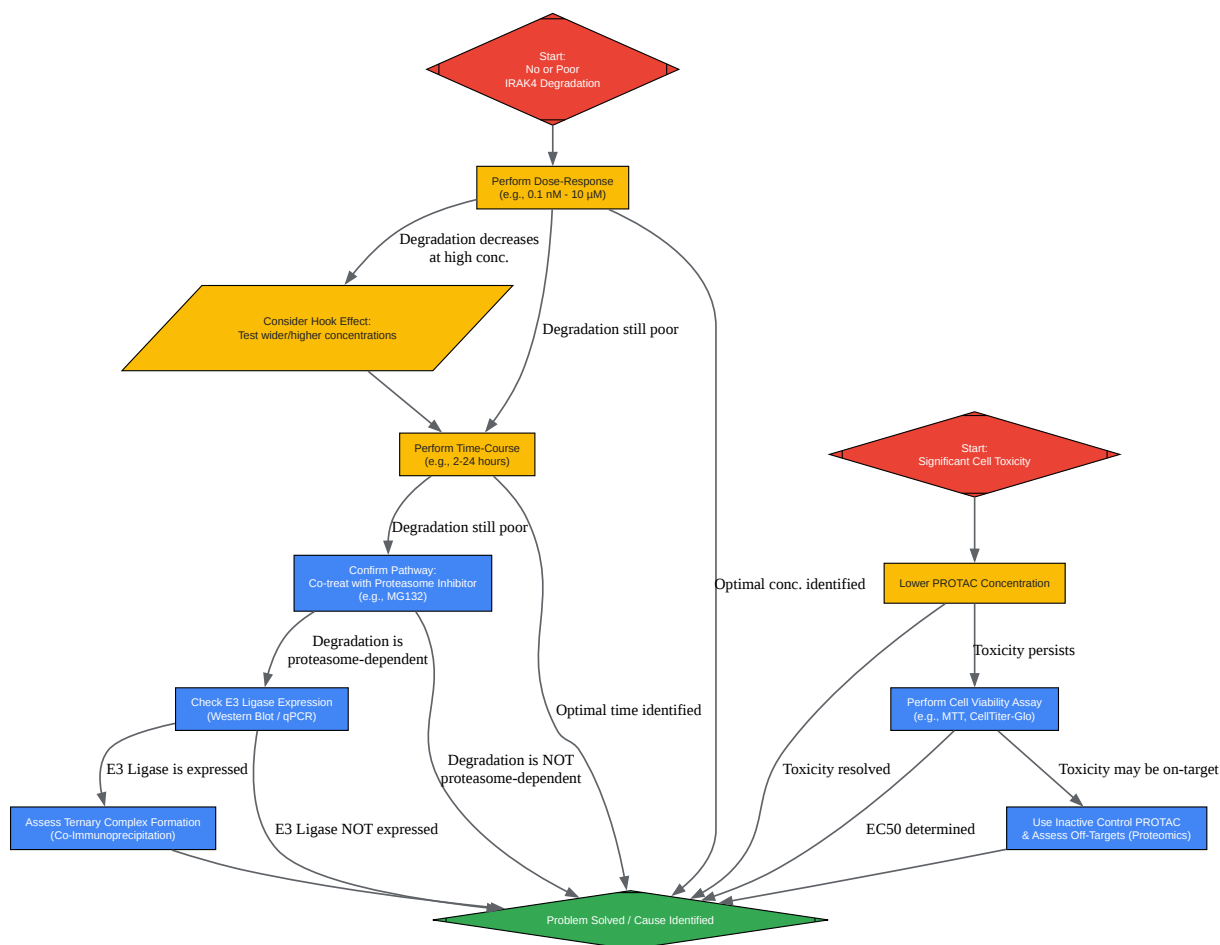 Start:
No or Poor
IRAK4 Degradation
Perform Dose-Response
(e.g., 0.1 nM - 10 µM)
Degradation decreases
at high conc.
Consider Hook Effect:
Test wider/higher concentrations
Degradation still poor
Perform Time-Course
(e.g., 2-24 hours)
Start:
Significant Cell Toxicity
Degradation still poor
Confirm Pathway:
Co-treat with Proteasome Inhibitor
(e.g., MG132)
Optimal conc. identified
Lower PROTAC Concentration
Degradation is
proteasome-dependent
Toxicity persists
Check E3 Ligase Expression
(Western Blot / qPCR)
Optimal time identified
Perform Cell Viability Assay
(e.g., MTT, CellTiter-Glo)
E3 Ligase is expressed
Degradation is NOT
proteasome-dependent
Toxicity resolved
Toxicity may be on-target
Assess Ternary Complex Formation
(Co-Immunoprecipitation)
E3 Ligase NOT expressed
EC50 determined
Use Inactive Control PROTAC
& Assess Off-Targets (Proteomics)
Problem Solved / Cause Identified